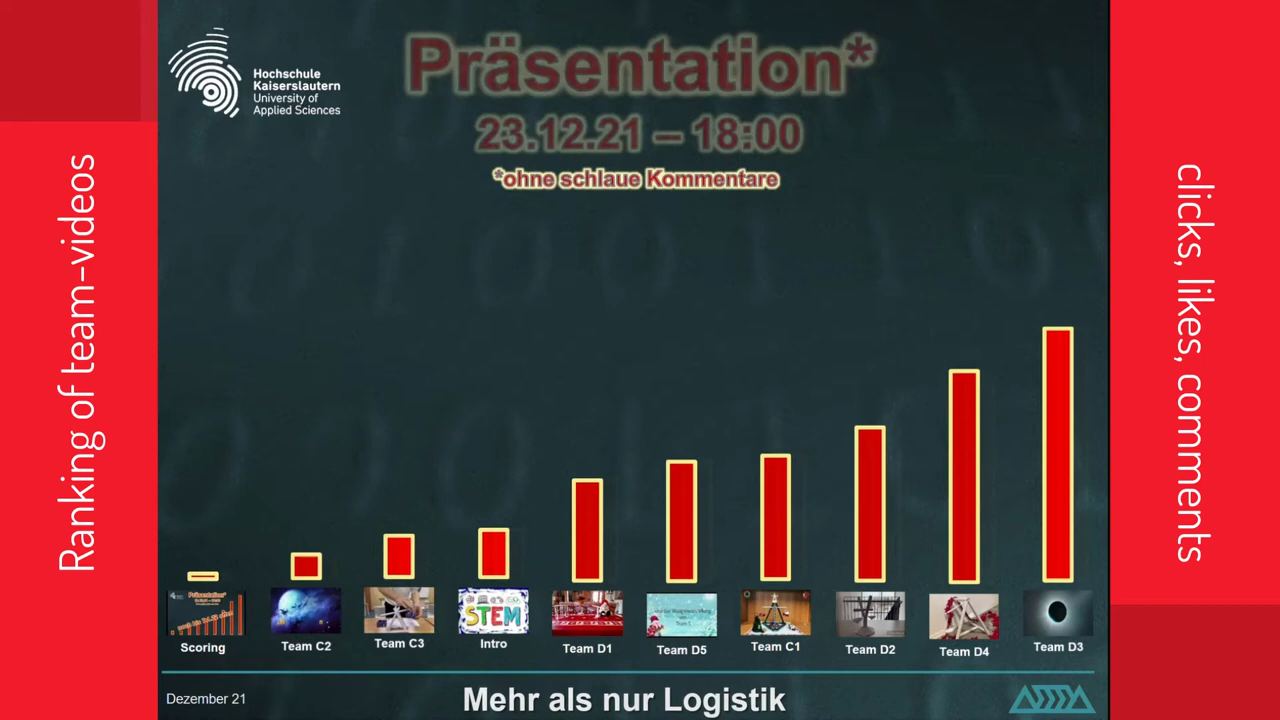 Ranking of team-videos
Hochschule
Kaiserslautern
University of
Applied Sciences
Präsentation*
23.12.21 – 18:00
*ohne schlaue Kommentare
clicks, likes, comments
Präsentation*
STEM
Scoring
Team C2
Team C3
Intro
Team D1
Team D5
Team C1
Team D2
Team D4
Team D3
Dezember 21
Mehr als nur Logistik